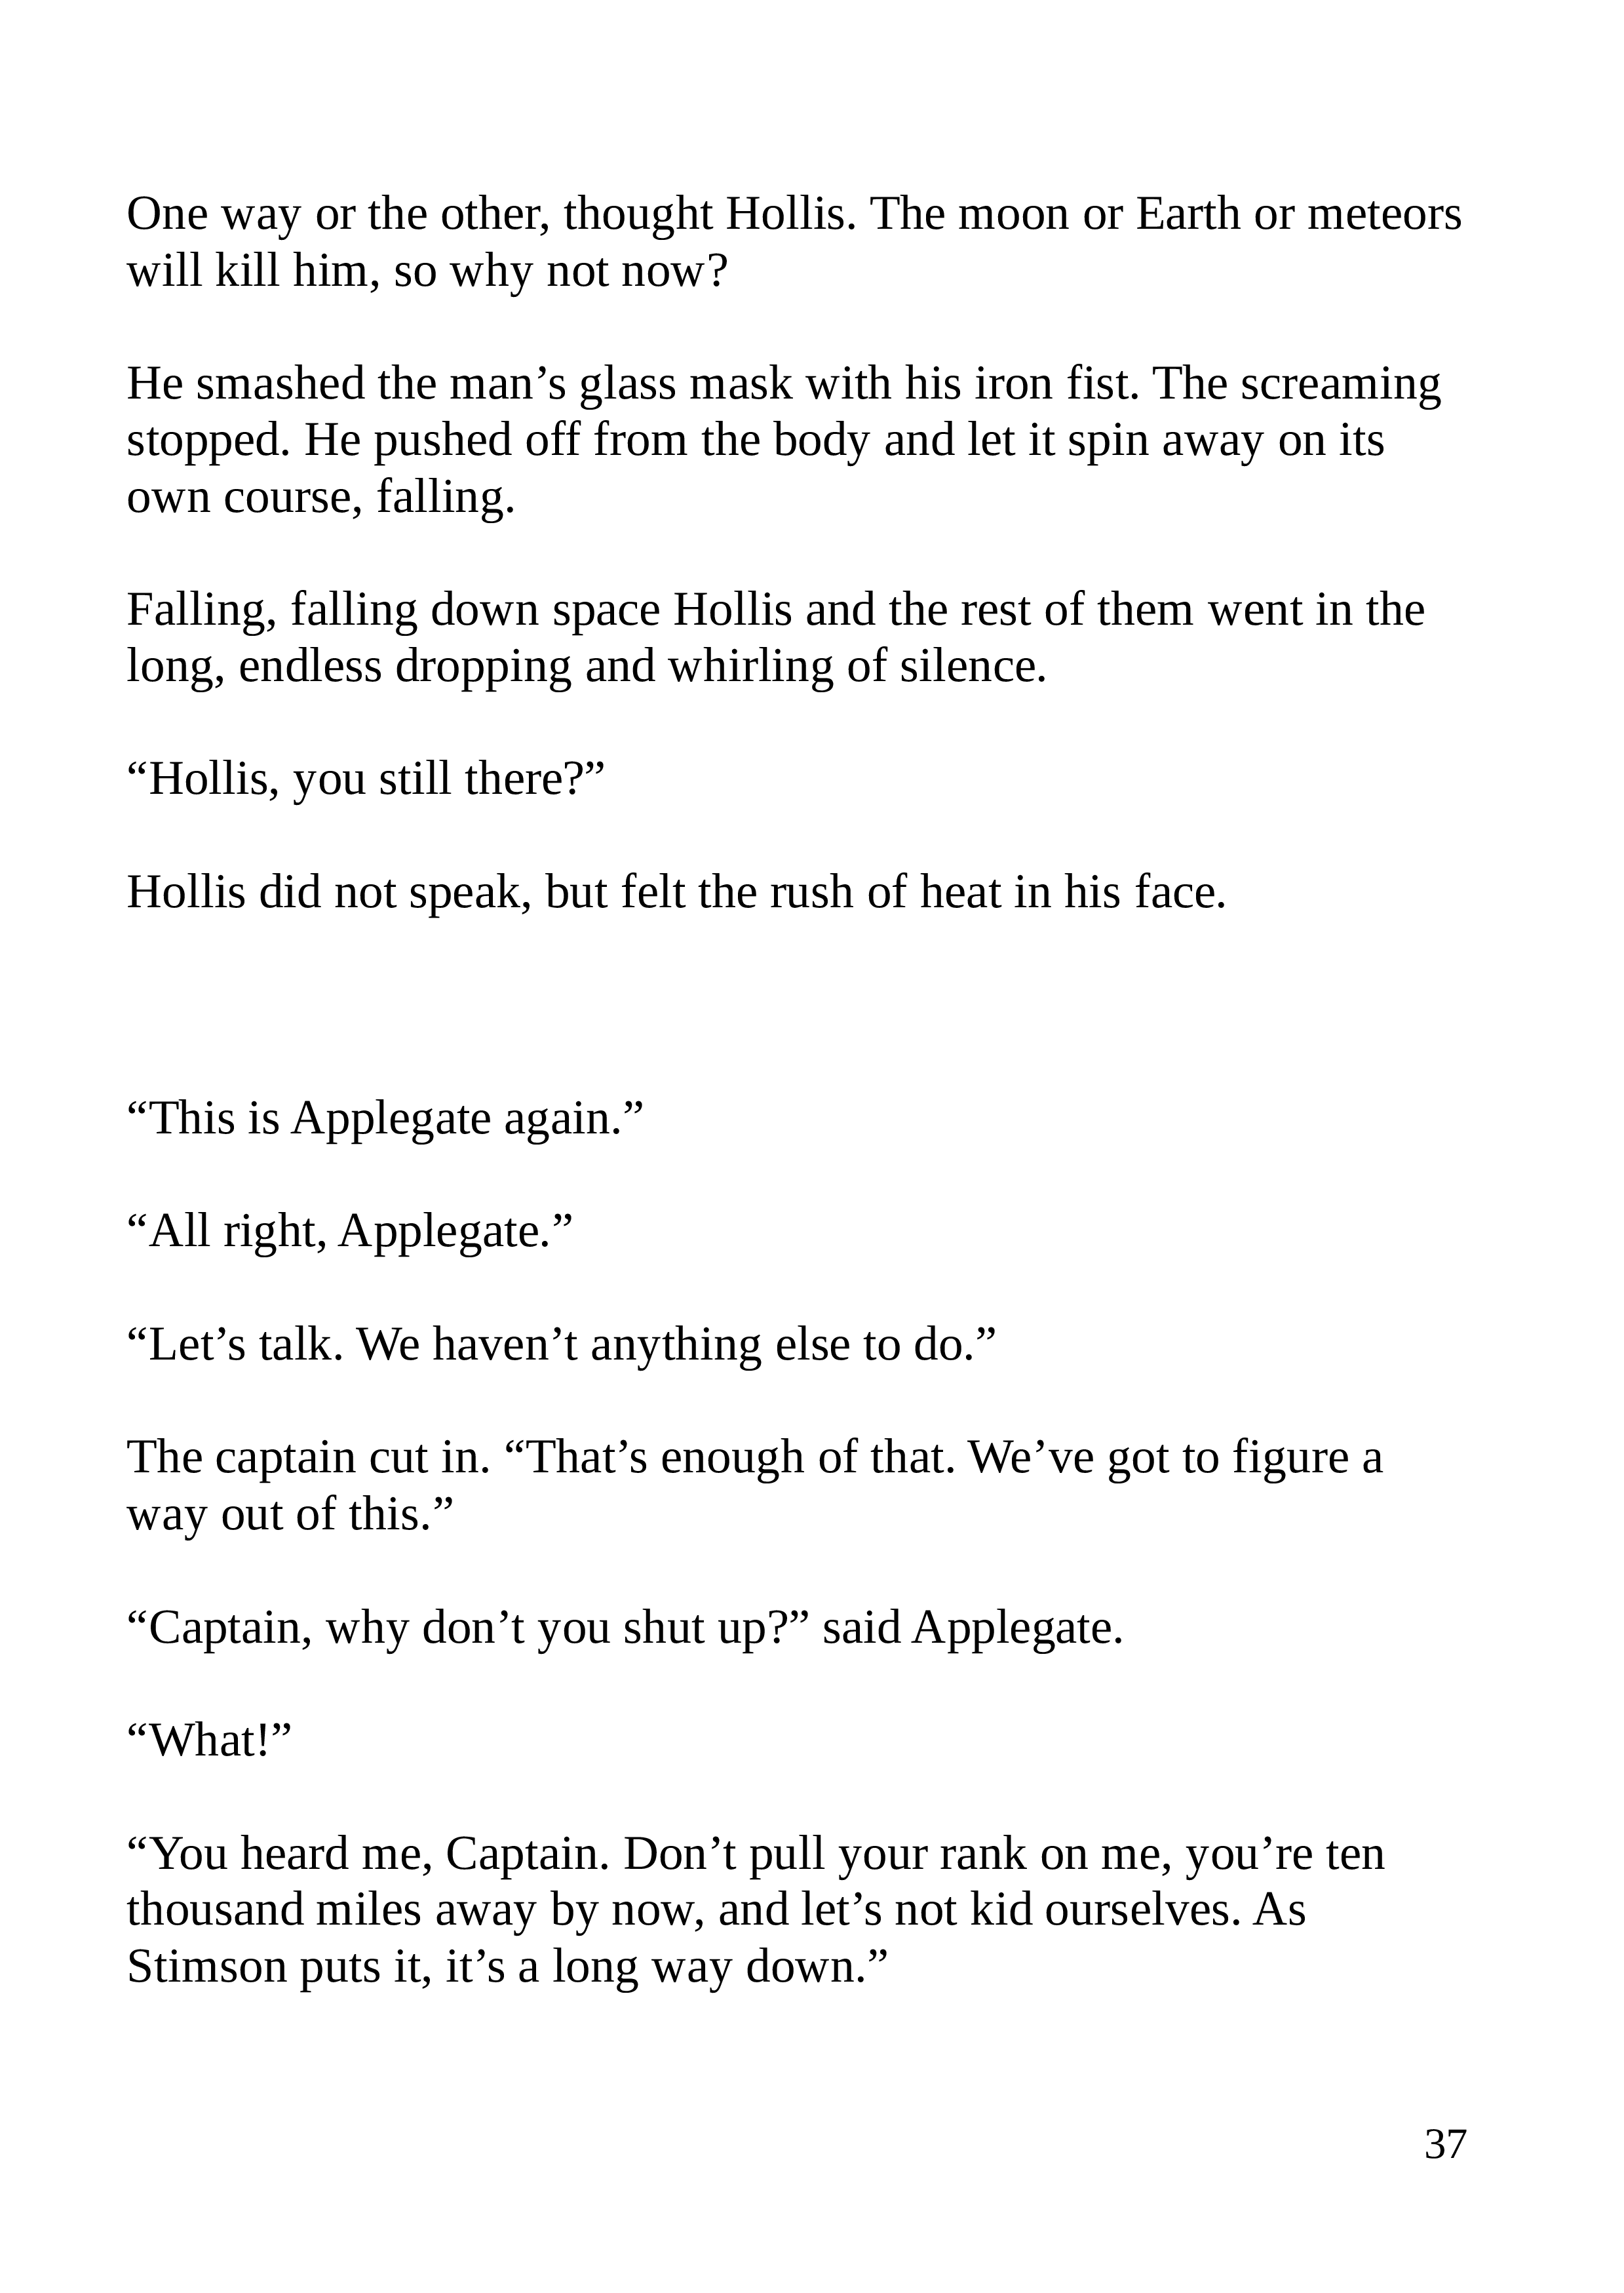 One way or the other, thought Hollis. The moon or Earth or meteors
will kill him, so why not now?
He smashed the man’s glass mask with his iron fist. The screaming
stopped. He pushed off from the body and let it spin away on its
own course, falling.
Falling, falling down space Hollis and the rest of them went in the
long, endless dropping and whirling of silence.
“Hollis, you still there?”
Hollis did not speak, but felt the rush of heat in his face.
“This is Applegate again.”
“All right, Applegate.”
“Let’s talk. We haven’t anything else to do.”
The captain cut in. “That’s enough of that. We’ve got to figure a
way out of this.”
“Captain, why don’t you shut up?” said Applegate.
“What!”
“You heard me, Captain. Don’t pull your rank on me, you’re ten
thousand miles away by now, and let’s not kid ourselves. As
Stimson puts it, it’s a long way down.”
37